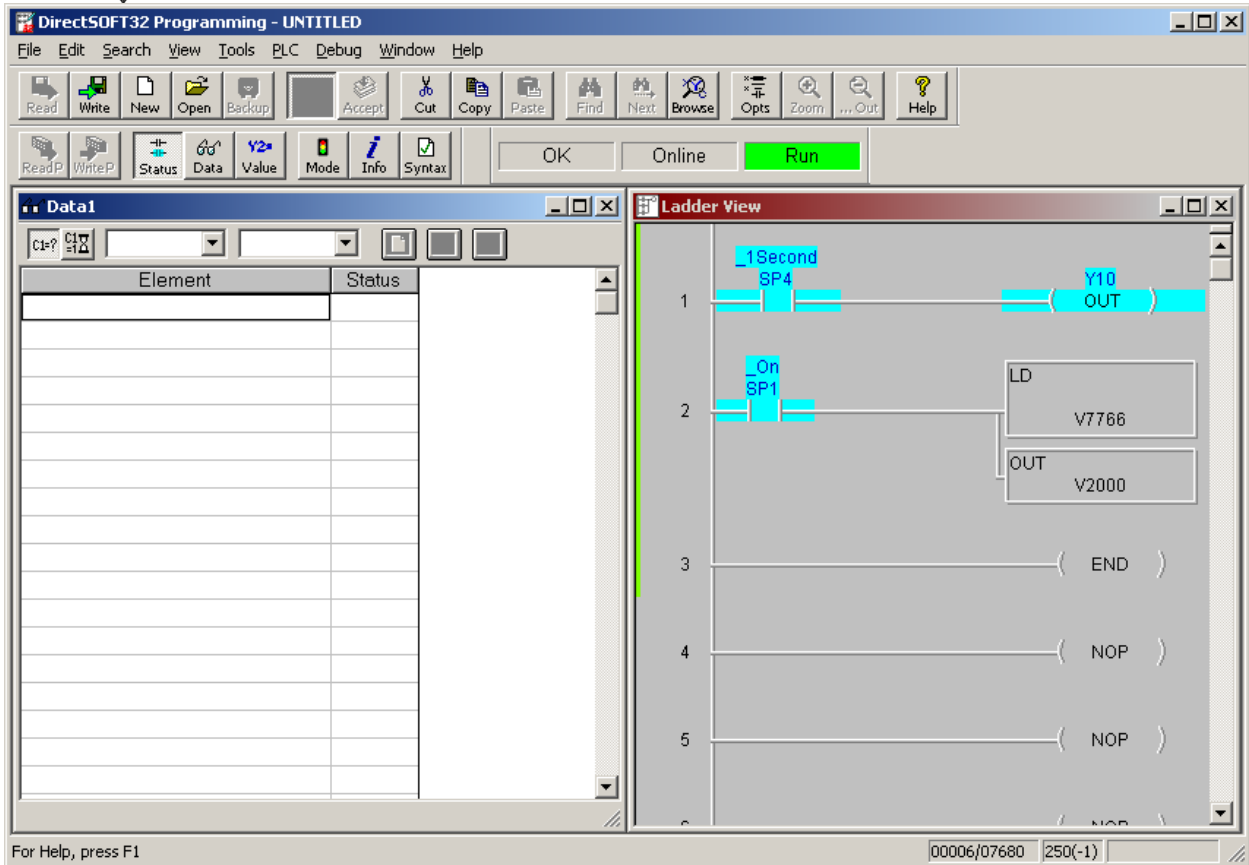 DirectSOFT32 Programming - UNTITLED
File Edit Search View Tools PLC Debug Window Help
Read Write New Open Backup Accept Cut Copy Paste Find Next Browse Opts Zoom ... Out Help
ReadP WriteP Status Data Y2= Value Mode Info Syntax OK Online Run
Data1
C1=? C1 =1
Element Status
Ladder View
_1Second
SP4 Y10
1 OUT
_On
SP1 LD
2 V7766
OUT
V2000
3 END
4 NOP
5 NOP
For Help, press F1 00006/07680 250(-1)